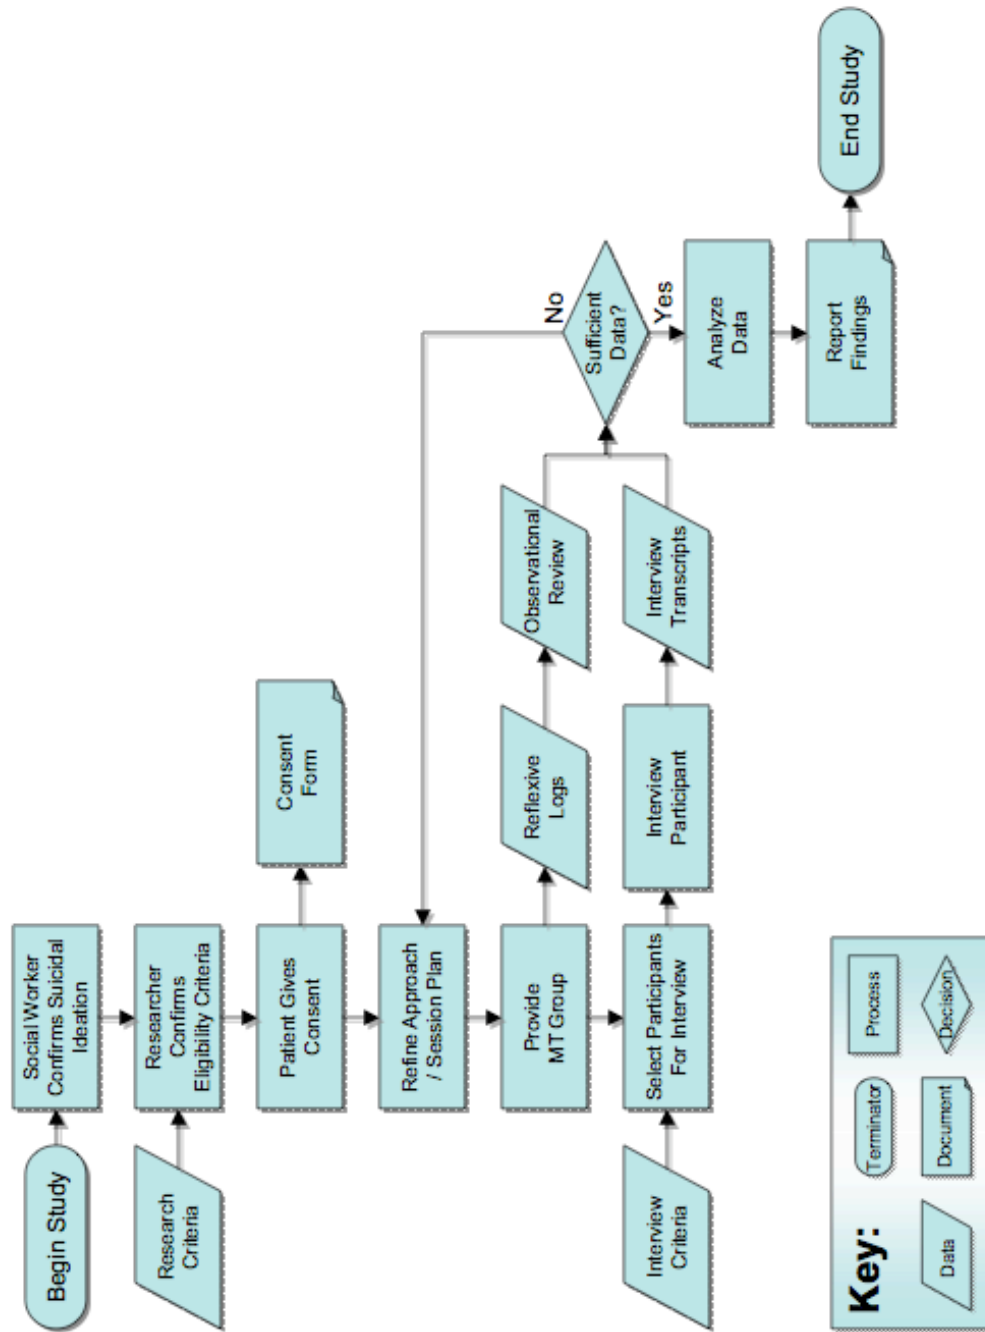 Begin Study
Social Worker
Confirms Suicidal
Ideation
Research
Criteria
Researcher
Confirms
Eligibility Criteria
Patient Gives
Consent
Consent
Form
Refine Approach
/ Session Plan
Provide
MT Group
Reflexive
Logs
Observational
Review
Interview
Criteria
Select Participants
For Interview
Interview
Participant
Interview
Transcripts
Sufficient
Data?
No
Yes
Analyze
Data
Report
Findings
End Study
Key:
Terminator
Process
Data
Document
Decision